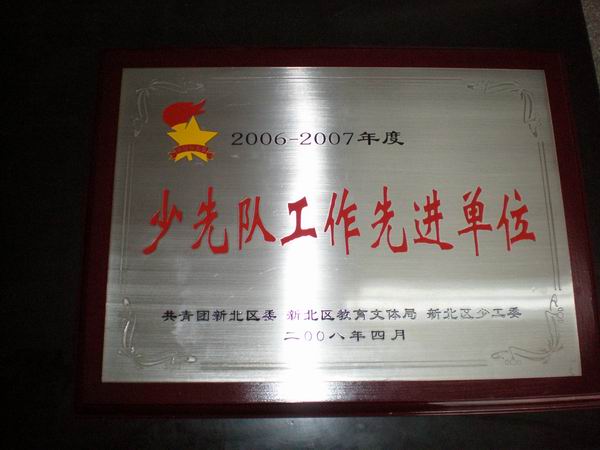 2006-2007年度
少先队工作先进单位
共青团新北区委 新北区教育文体局 新北区少工委
二00八年四月